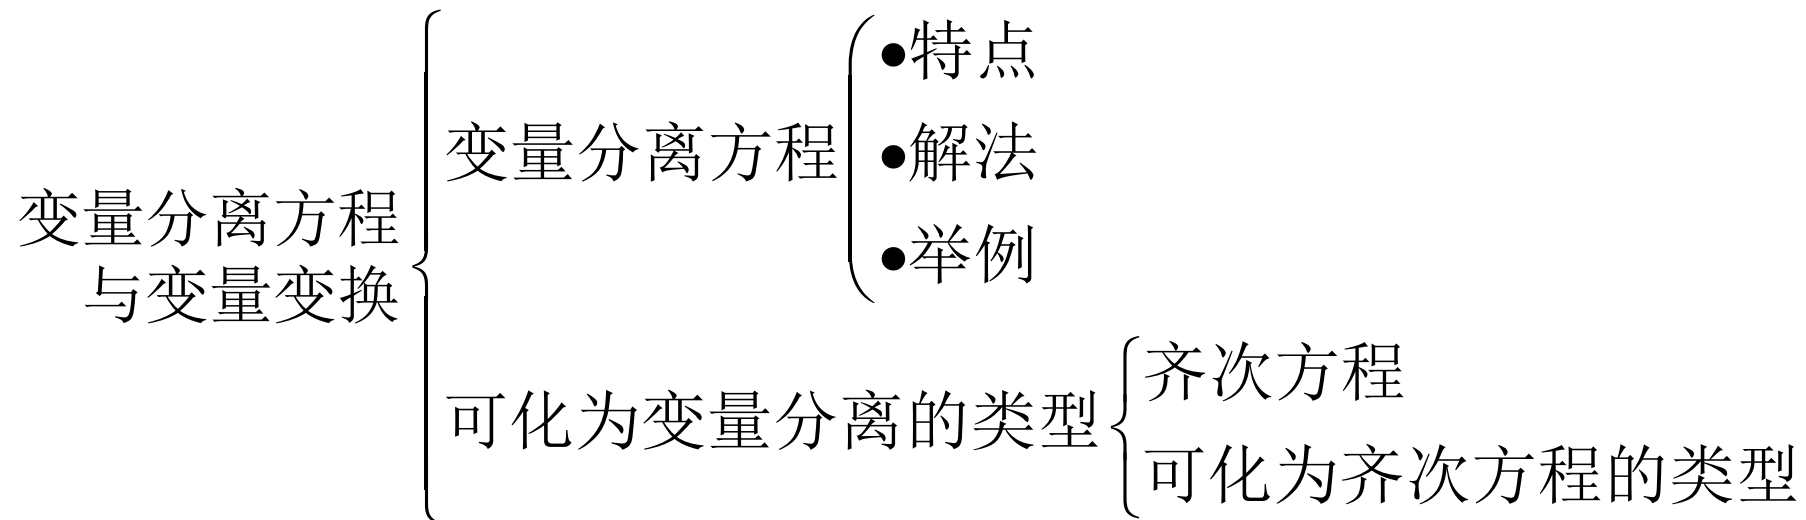 变量分离方程
与变量变换
变量分离方程
•特点
•解法
•举例
可化为变量分离的类型
齐次方程
可化为齐次方程的类型